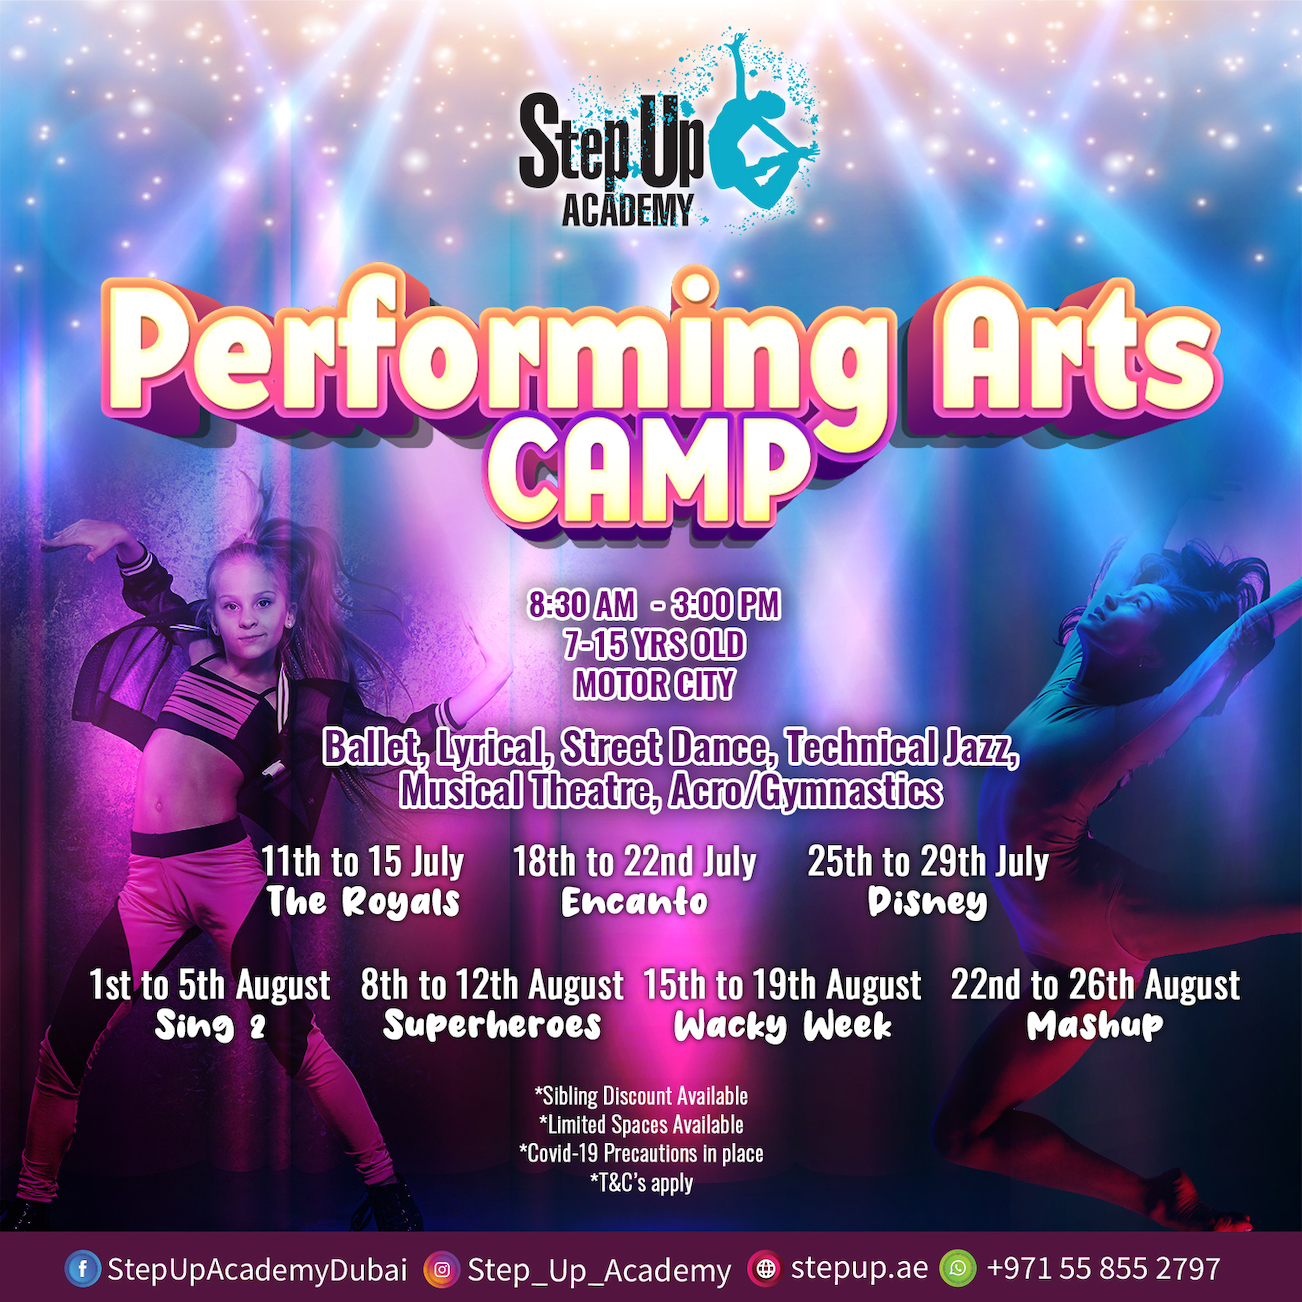 Step Up
ACADEMY
Performing Arts
CAMP
8:30 AM - 3:00 PM
7-15 YRS OLD
MOTOR CITY
Ballet, Lyrical, Street Dance, Technical Jazz,
Musical Theatre, Acro/Gymnastics
11th to 15 July
The Royals
18th to 22nd July
Encanto
25th to 29th July
Disney
1st to 5th August
Sing 2
8th to 12th August
Superheroes
15th to 19th August
Wacky Week
22nd to 26th August
Mashup
*Sibling Discount Available
*Limited Spaces Available
*Covid-19 Precautions in place
*T&C's apply
StepUpAcademyDubai
Step_Up_Academy
stepup.ae
+971 55 855 2797